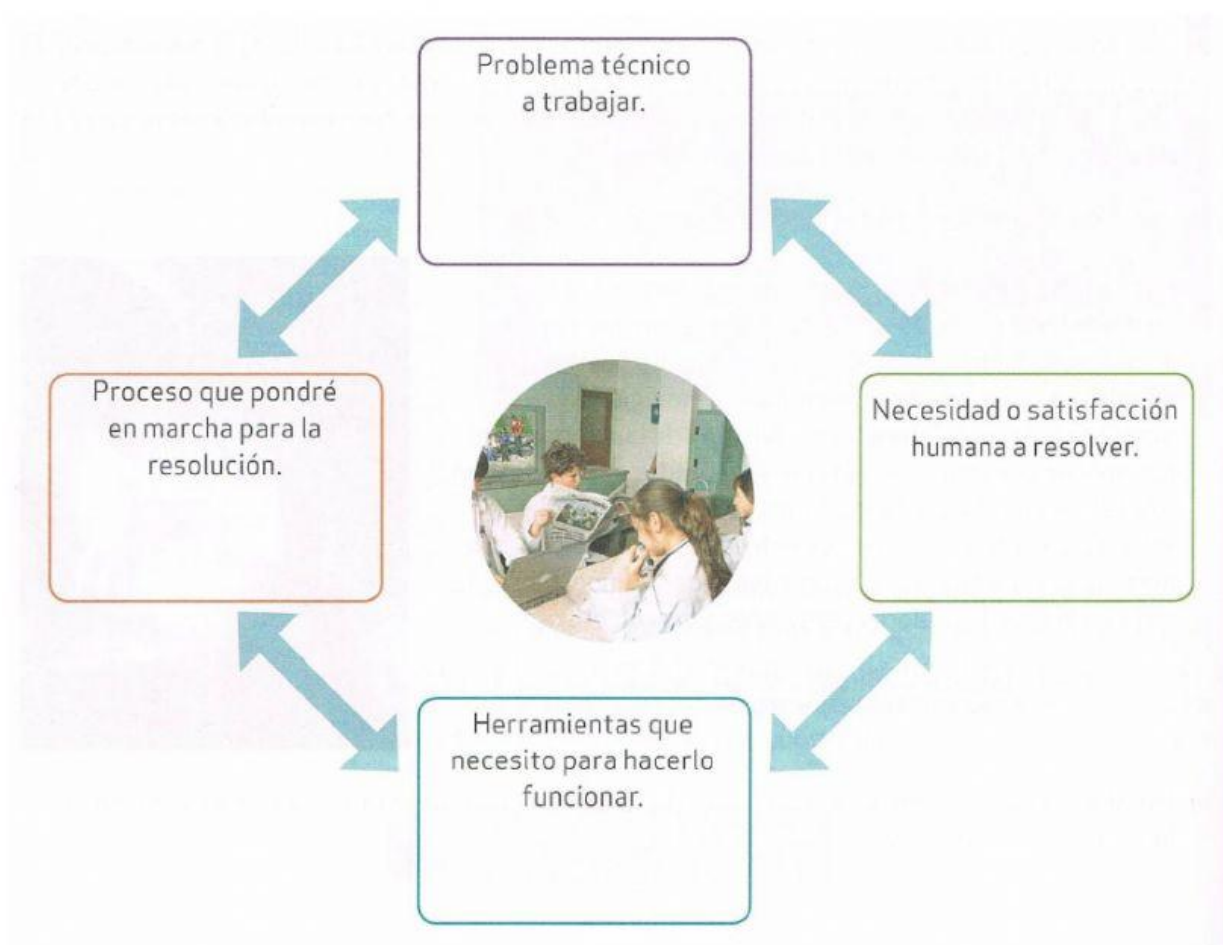 Problema técnico
a trabajar.
Proceso que pondré
en marcha para la
resolución.
Necesidad o satisfacción
humana a resolver.
Herramientas que
necesito para hacerlo
funcionar.